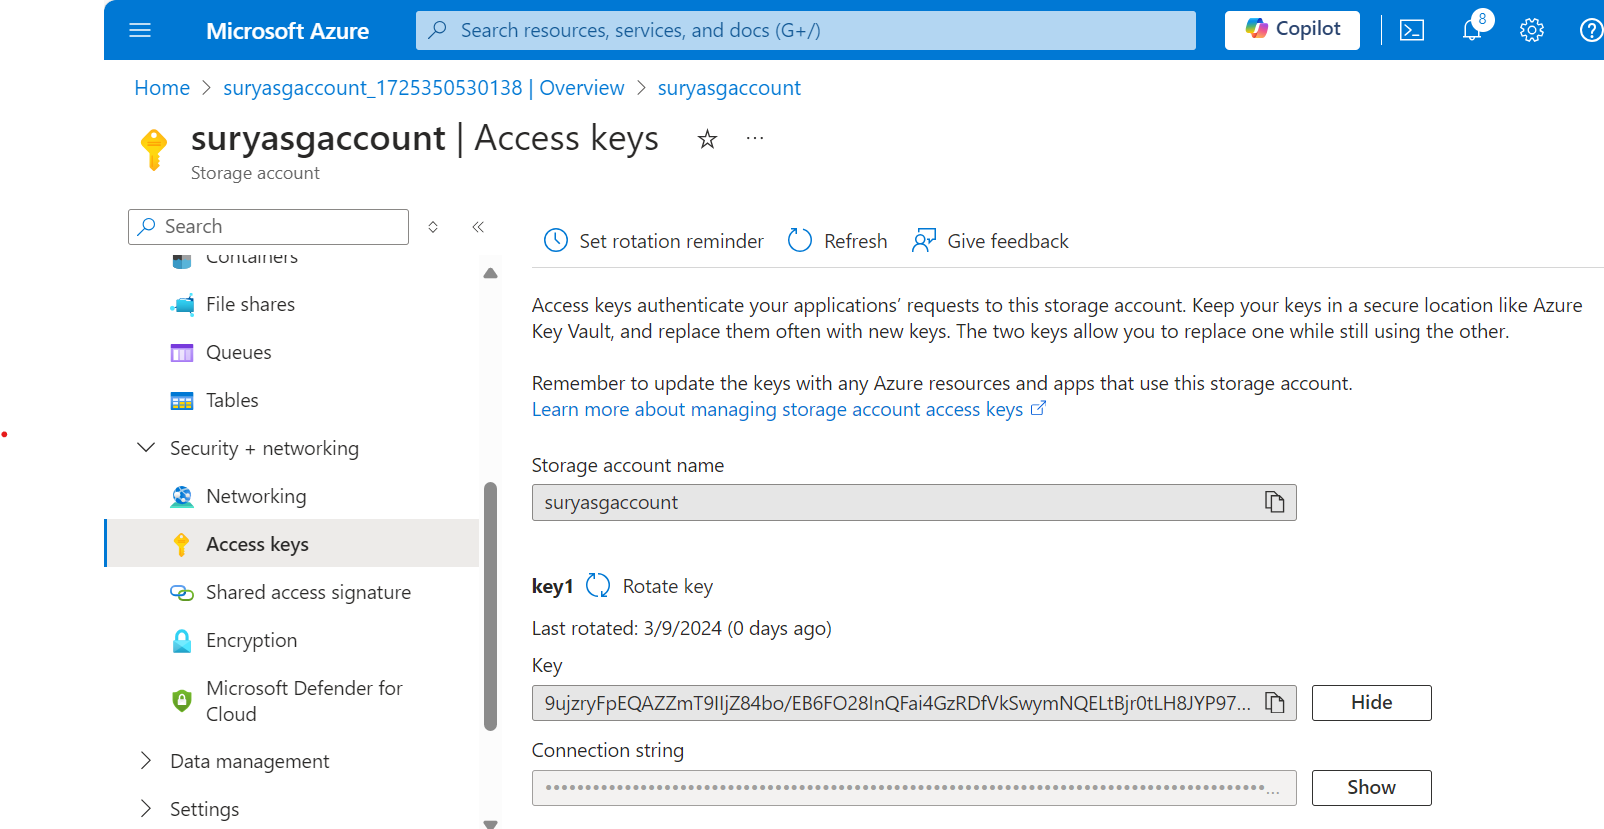 Microsoft Azure
Search resources, services, and docs (G+/)
Copilot
8
Home > suryasgaccount_1725350530138 | Overview > suryasgaccount
suryasgaccount | Access keys
Storage account
Search
Containers
File shares
Queues
Tables
Security + networking
Networking
Access keys
Shared access signature
Encryption
Microsoft Defender for
Cloud
Data management
Settings
Set rotation reminder
Refresh
Give feedback
Access keys authenticate your applications’ requests to this storage account. Keep your keys in a secure location like Azure
Key Vault, and replace them often with new keys. The two keys allow you to replace one while still using the other.
Remember to update the keys with any Azure resources and apps that use this storage account.
Learn more about managing storage account access keys
Storage account name
suryasgaccount
key1
Rotate key
Last rotated: 3/9/2024 (0 days ago)
Key
9ujzryFpEQAZZmT9IIjZ84bo/EB6FO28InQFai4GzRDfVkSwymNQELtBjr0tLH8JYP97...
Hide
Connection string
Show